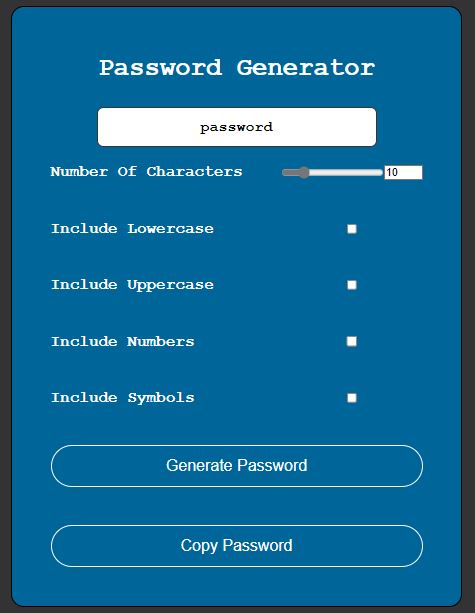 Password Generator
password
Number Of Characters 10
Include Lowercase
Include Uppercase
Include Numbers
Include Symbols
Generate Password
Copy Password